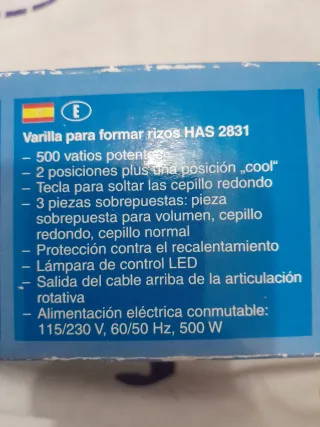 E
Varilla para formar rizos HAS 2831
– 500 vatios potentes
– 2 posiciones plus una posición „cool“
– Tecla para soltar las cepillo redondo
– 3 piezas sobrepuestas: pieza
sobrepuesta para volumen, cepillo
redondo, cepillo normal
– Protección contra el recalentamiento
– Lámpara de control LED
– Salida del cable arriba de la articulación
rotativa
– Alimentación eléctrica conmutable:
115/230 V, 60/50 Hz, 500 W